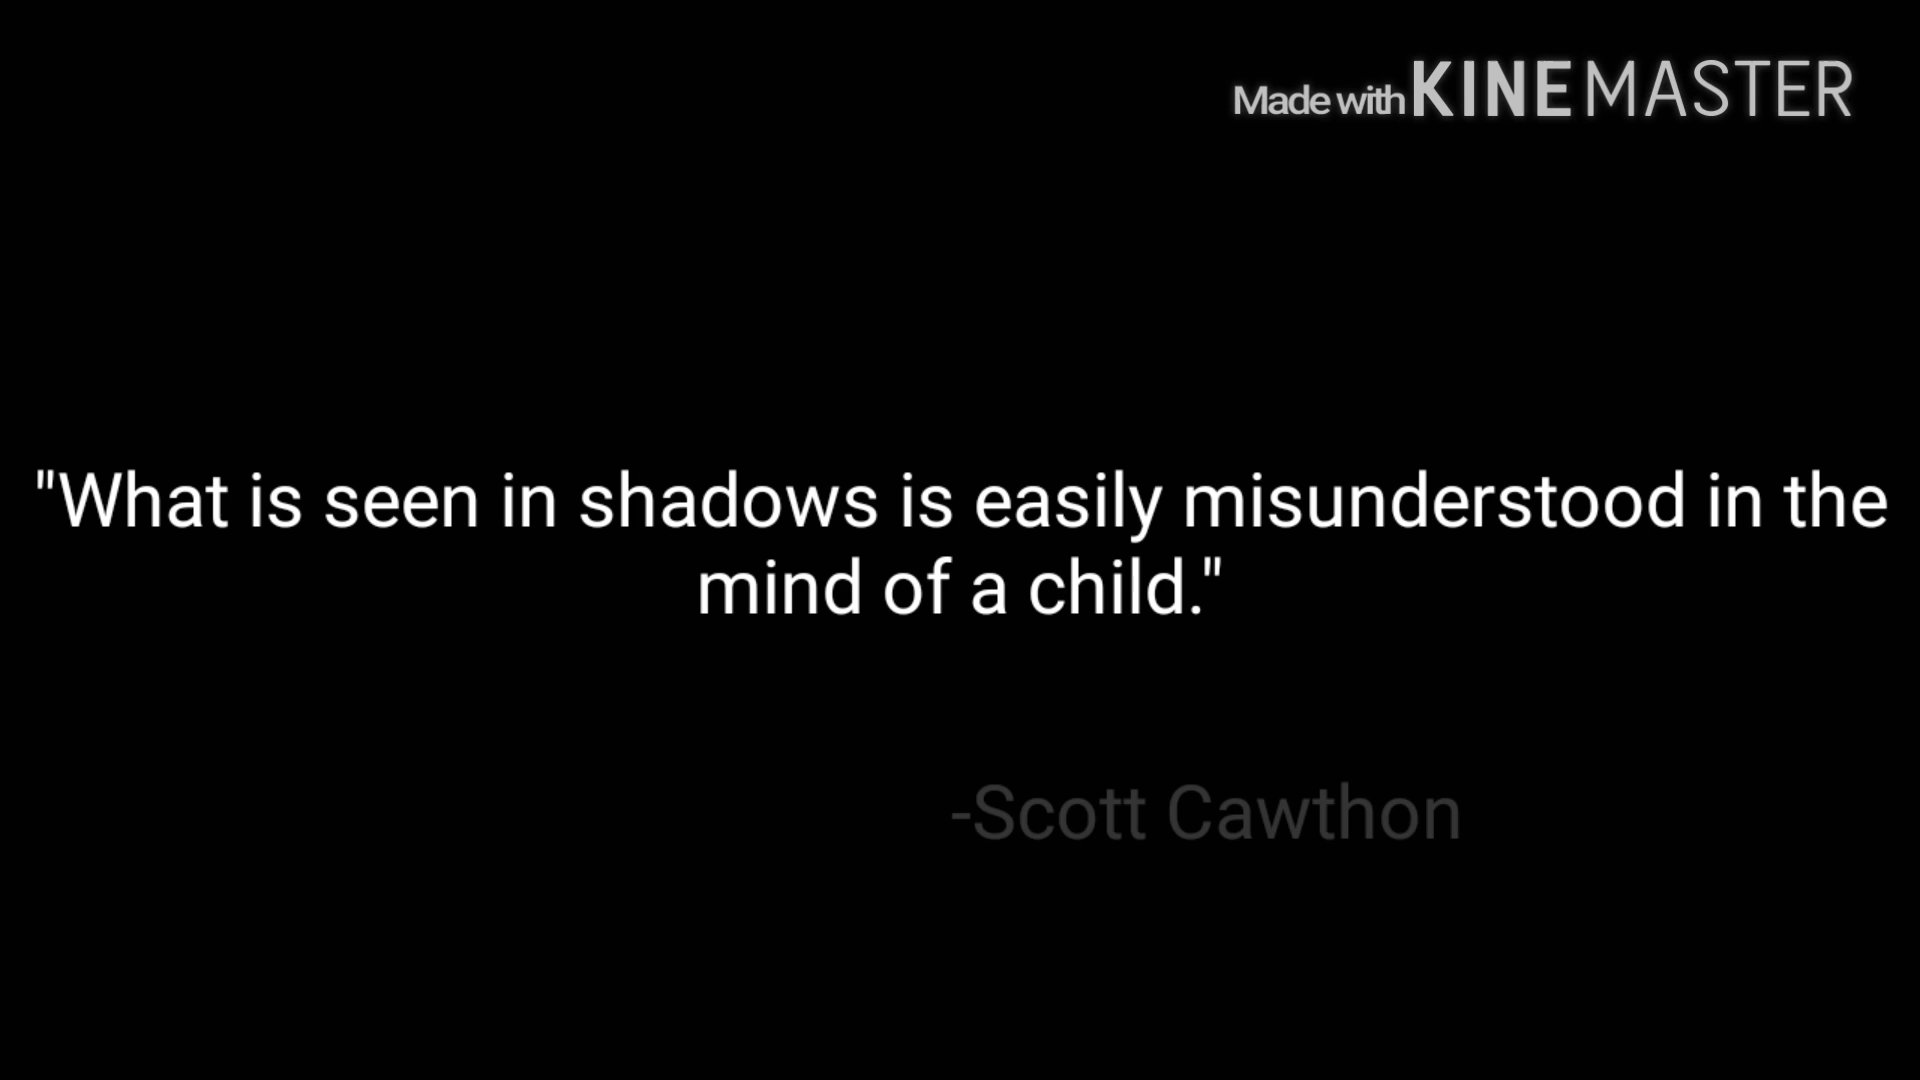 Made with KINEMASTER
"What is seen in shadows is easily misunderstood in the
mind of a child."
-Scott Cawthon